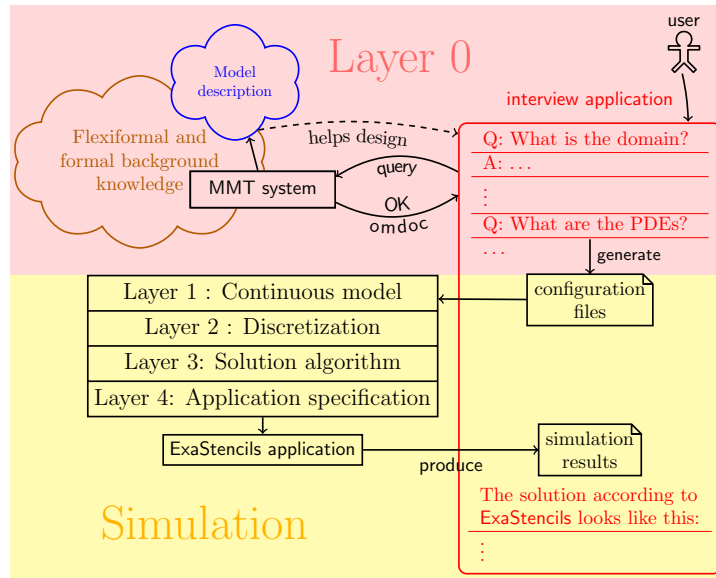 user
Layer 0
Model
description
interview application
Flexiformal and
formal background
knowledge
helps design
Q: What is the domain?
A: . . .
⋮
query
MMT system
OK
omdoc
Q: What are the PDEs?
. . .
generate
configuration
files
Layer 1 : Continuous model
Layer 2 : Discretization
Layer 3: Solution algorithm
Layer 4: Application specification
ExaStencils application
produce
simulation
results
The solution according to
ExaStencils looks like this:
⋮
Simulation